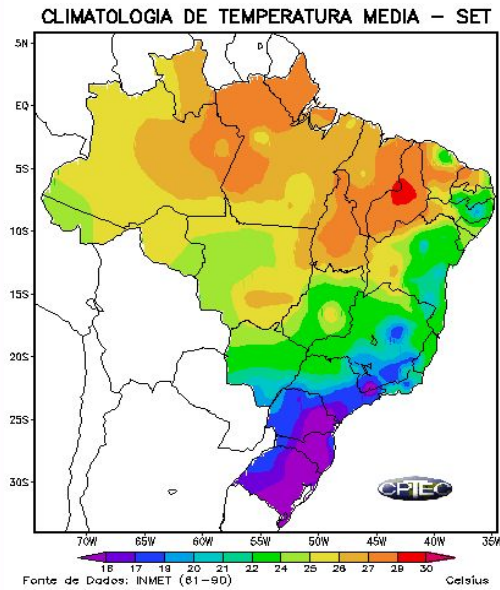 CLIMATOLOGIA DE TEMPERATURA MEDIA – SET
5N
EQ
5S
10S
15S
20S
25S
30S
CPTEC
70W 65W 60W 55W 50W 45W 40W 35W
16 17 19 20 21 22 24 25 26 27 29 30
Fonte de Dados: INMET (61–90) Celsius